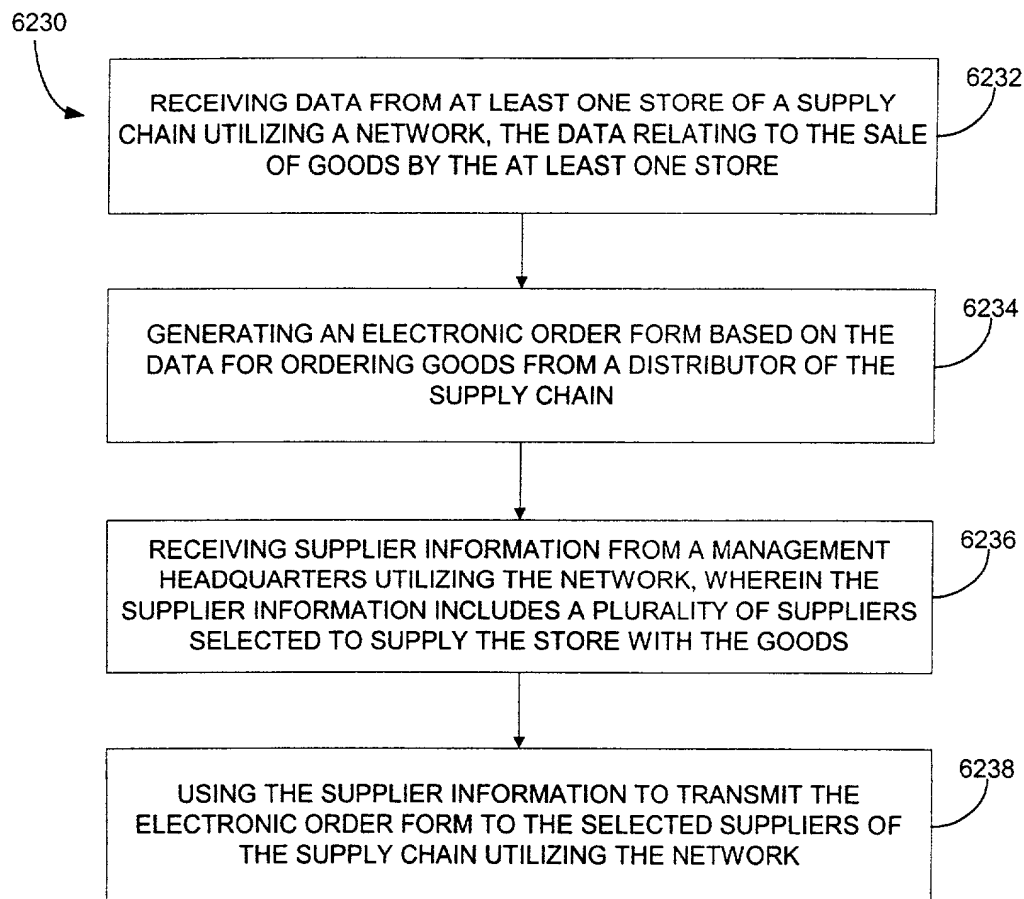 6230
6232
RECEIVING DATA FROM AT LEAST ONE STORE OF A SUPPLY
CHAIN UTILIZING A NETWORK, THE DATA RELATING TO THE SALE
OF GOODS BY THE AT LEAST ONE STORE
6234
GENERATING AN ELECTRONIC ORDER FORM BASED ON THE
DATA FOR ORDERING GOODS FROM A DISTRIBUTOR OF THE
SUPPLY CHAIN
6236
RECEIVING SUPPLIER INFORMATION FROM A MANAGEMENT
HEADQUARTERS UTILIZING THE NETWORK, WHEREIN THE
SUPPLIER INFORMATION INCLUDES A PLURALITY OF SUPPLIERS
SELECTED TO SUPPLY THE STORE WITH THE GOODS
6238
USING THE SUPPLIER INFORMATION TO TRANSMIT THE
ELECTRONIC ORDER FORM TO THE SELECTED SUPPLIERS OF
THE SUPPLY CHAIN UTILIZING THE NETWORK